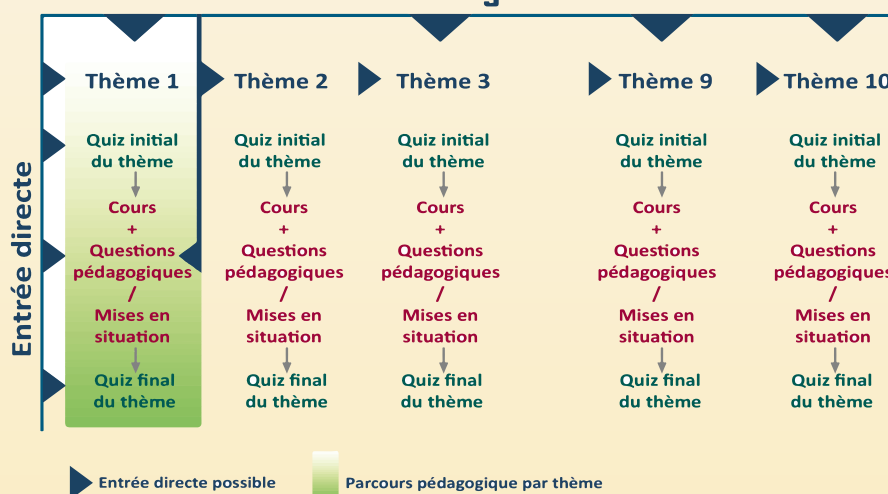 Entrée directe
Thème 1
Quiz initial
du thème
Cours
+
Questions
pédagogiques
/
Mises en
situation
Quiz final
du thème
Thème 2
Quiz initial
du thème
Cours
+
Questions
pédagogiques
/
Mises en
situation
Quiz final
du thème
Thème 3
Quiz initial
du thème
Cours
+
Questions
pédagogiques
/
Mises en
situation
Quiz final
du thème
Thème 9
Quiz initial
du thème
Cours
+
Questions
pédagogiques
/
Mises en
situation
Quiz final
du thème
Thème 10
Quiz initial
du thème
Cours
+
Questions
pédagogiques
/
Mises en
situation
Quiz final
du thème
Entrée directe possible
Parcours pédagogique par thème